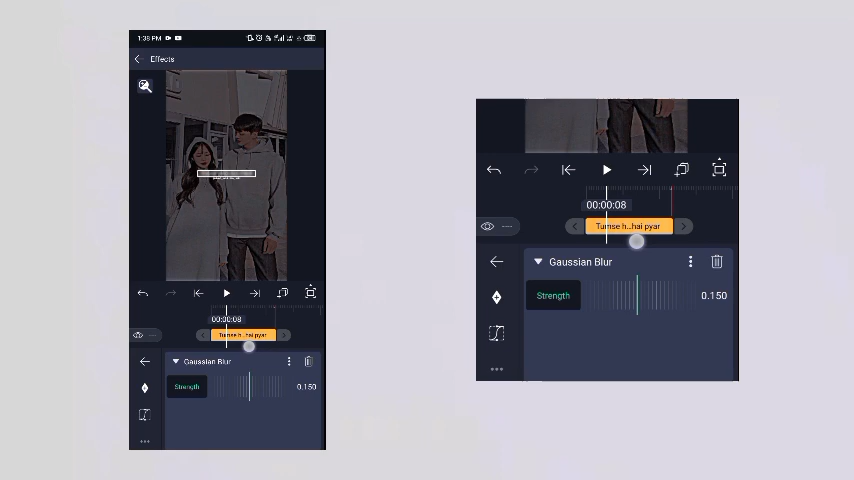 1:38 PM
Effects
00:00:08
Tumse h...hai pyar
Gaussian Blur
Strength
0.150
00:00:08
Tumse h...hai pyar
Gaussian Blur
Strength
0.150